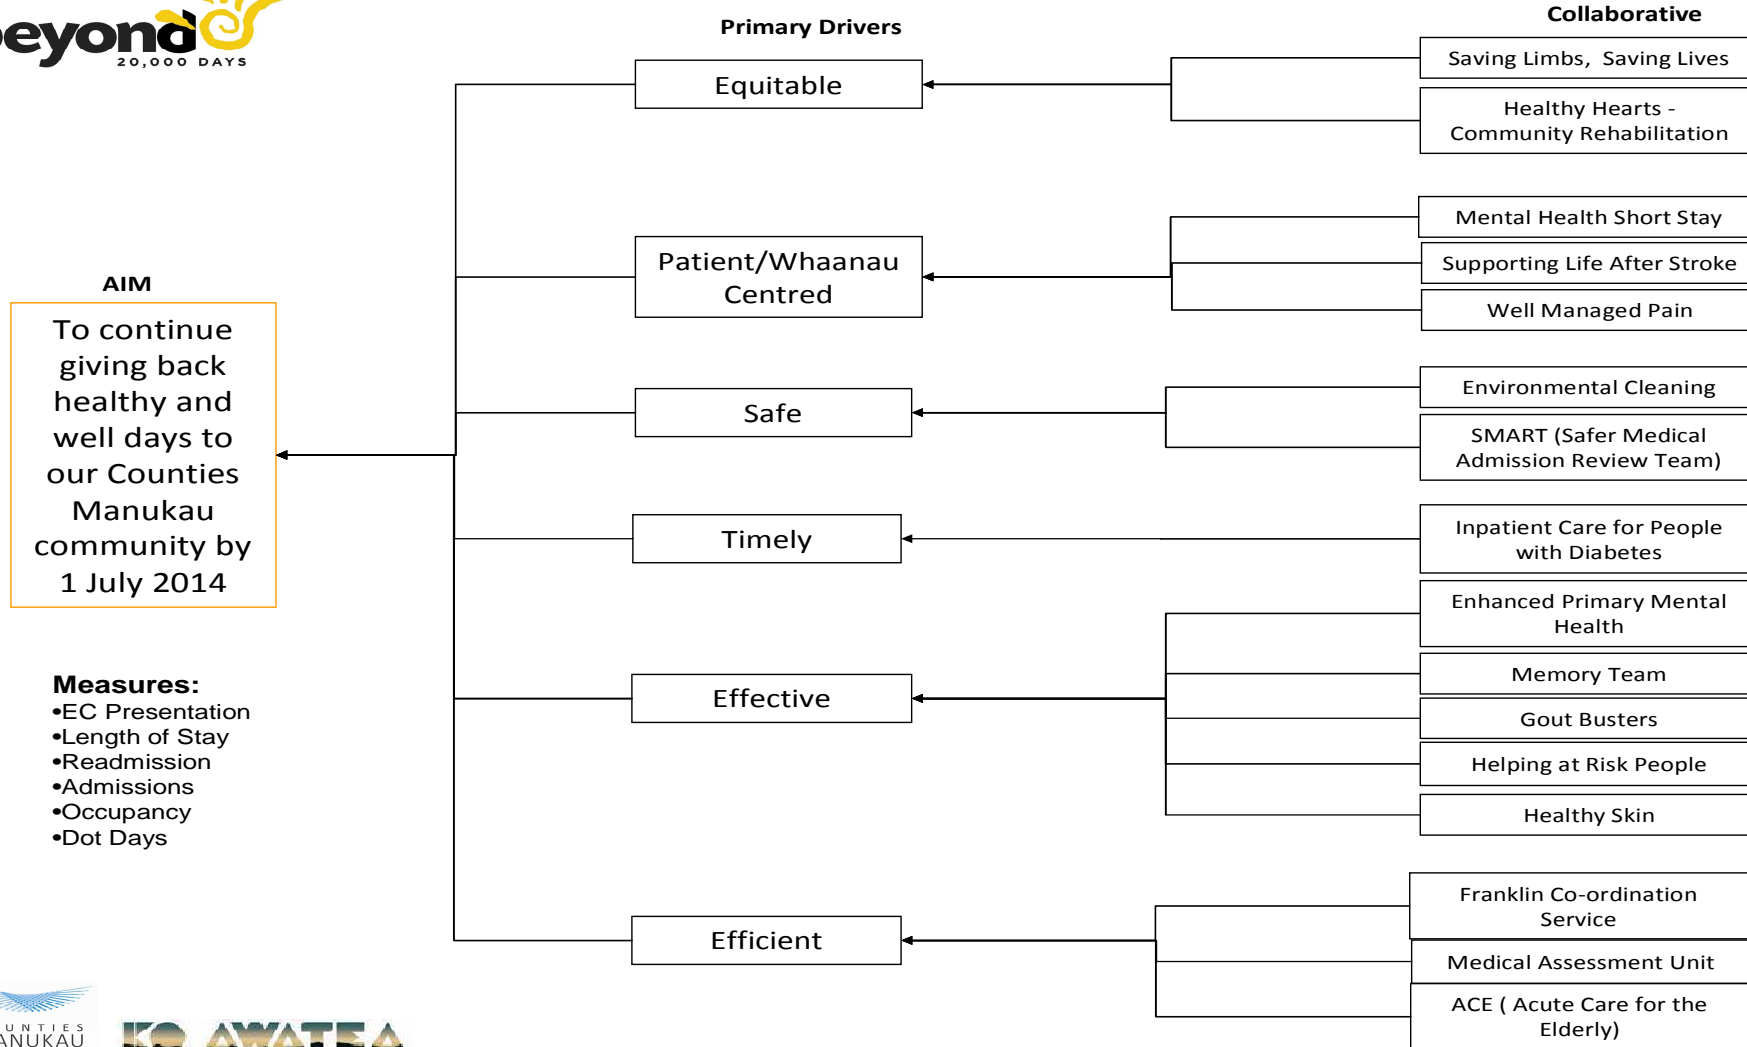 beyond
20,000 DAYS
Primary Drivers
Collaborative
Equitable
Saving Limbs, Saving Lives
Healthy Hearts -
Community Rehabilitation
Patient/Whaanau
Centred
Mental Health Short Stay
Supporting Life After Stroke
Well Managed Pain
AIM
To continue
giving back
healthy and
well days to
our Counties
Manukau
community by
1 July 2014
Safe
Environmental Cleaning
SMART (Safer Medical
Admission Review Team)
Timely
Inpatient Care for People
with Diabetes
Effective
Enhanced Primary Mental
Health
Memory Team
Gout Busters
Helping at Risk People
Healthy Skin
Measures:
•EC Presentation
•Length of Stay
•Readmission
•Admissions
•Occupancy
•Dot Days
Efficient
Franklin Co-ordination
Service
Medical Assessment Unit
ACE ( Acute Care for the
Elderly)
OUNTIES
ANUKAU
KO AWATEA